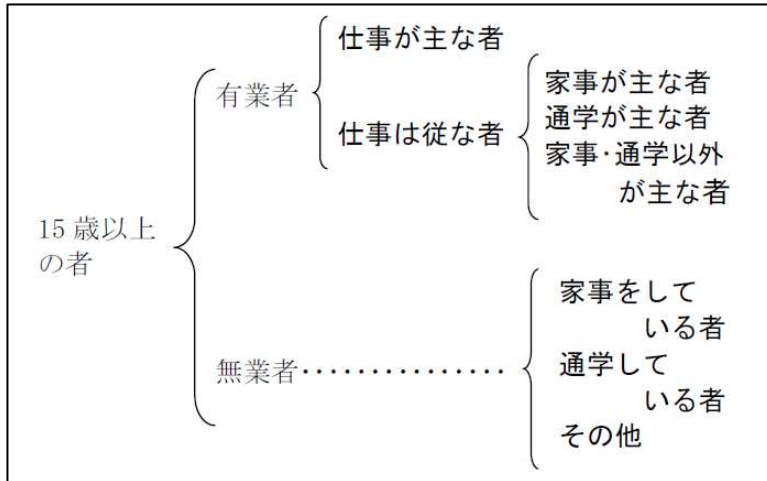 仕事が主な者
有業者
仕事は従な者
家事が主な者
通学が主な者
家事・通学以外
が主な者
15歳以上
の者
無業者・・・・・・・・・・・・・・・
家事をして
いる者
通学して
いる者
その他